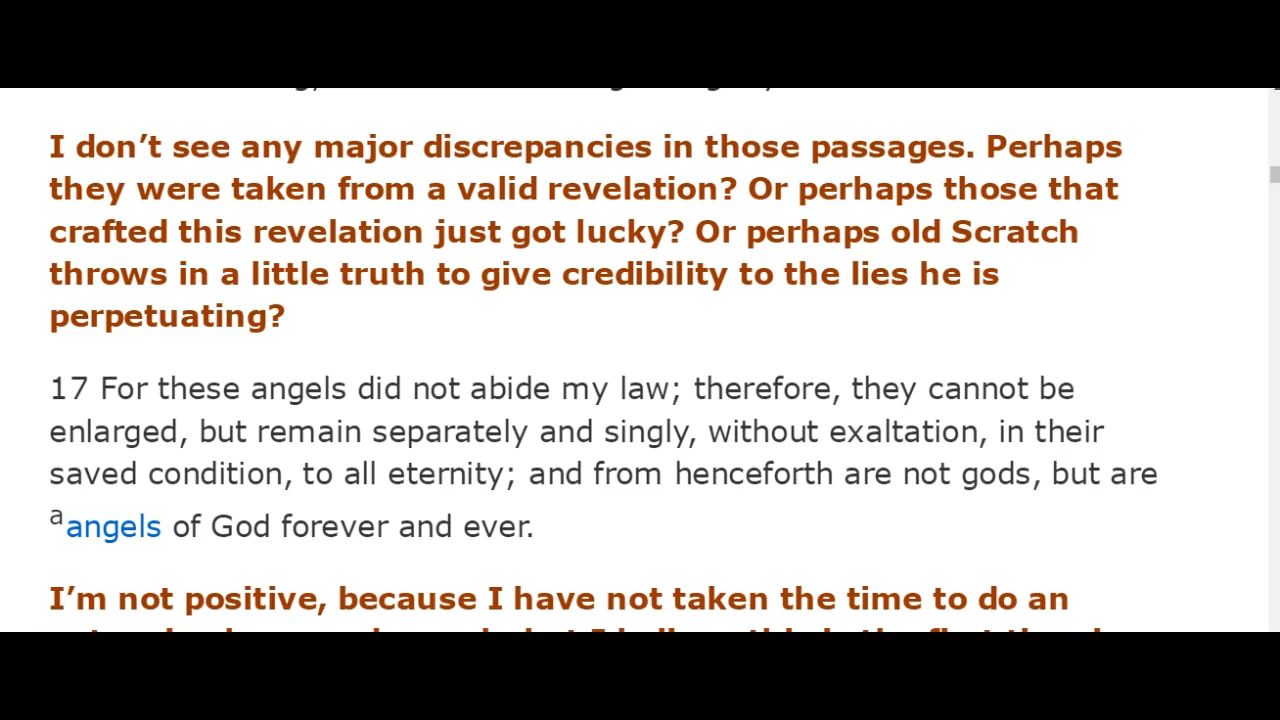 I don’t see any major discrepancies in those passages. Perhaps
they were taken from a valid revelation? Or perhaps those that
crafted this revelation just got lucky? Or perhaps old Scratch
throws in a little truth to give credibility to the lies he is
perpetuating?
17 For these angels did not abide my law; therefore, they cannot be
enlarged, but remain separately and singly, without exaltation, in their
saved condition, to all eternity; and from henceforth are not gods, but are
aangels of God forever and ever.
I’m not positive, because I have not taken the time to do an